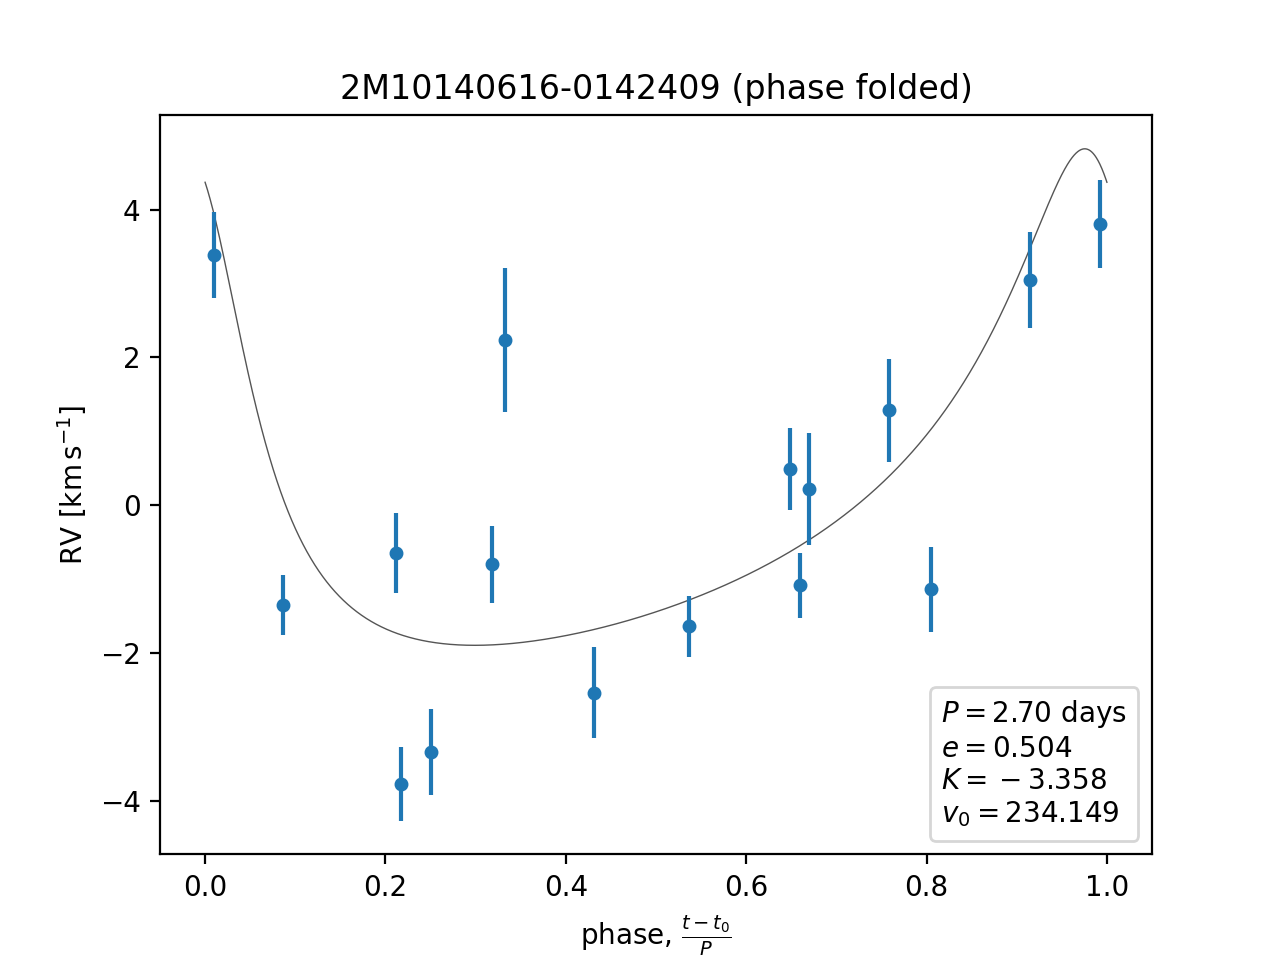 2M10140616-0142409 (phase folded)
RV [km s⁻¹]
4
2
0
−2
−4
P = 2.70 days
e = 0.504
K = −3.358
v₀ = 234.149
0.0 0.2 0.4 0.6 0.8 1.0
phase, (t − t₀)/P